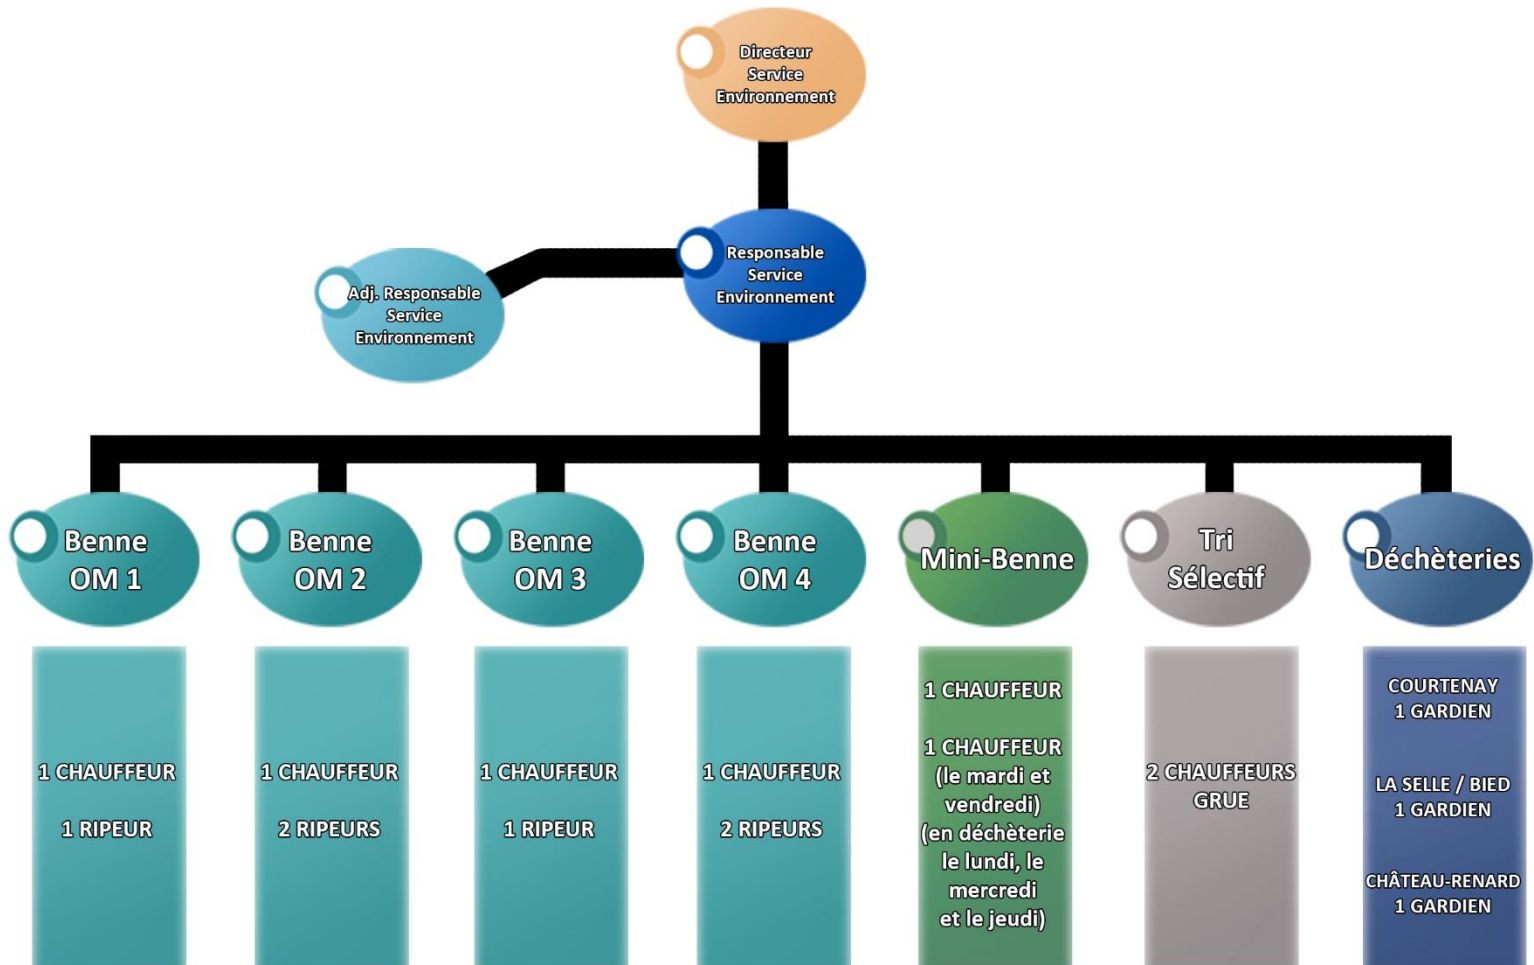 Directeur
Service
Environnement
Responsable
Service
Environnement
Adj. Responsable
Service
Environnement
Benne
OM 1
Benne
OM 2
Benne
OM 3
Benne
OM 4
Mini-Benne
Tri
Sélectif
Déchèteries
1 CHAUFFEUR
1 RIPEUR
1 CHAUFFEUR
2 RIPEURS
1 CHAUFFEUR
1 RIPEUR
1 CHAUFFEUR
2 RIPEURS
1 CHAUFFEUR
1 CHAUFFEUR
(le mardi et
vendredi)
(en déchèterie
le lundi, le
mercredi
et le jeudi)
2 CHAUFFEURS
GRUE
COURTENAY
1 GARDIEN
LA SELLE / BIED
1 GARDIEN
CHÂTEAU-RENARD
1 GARDIEN